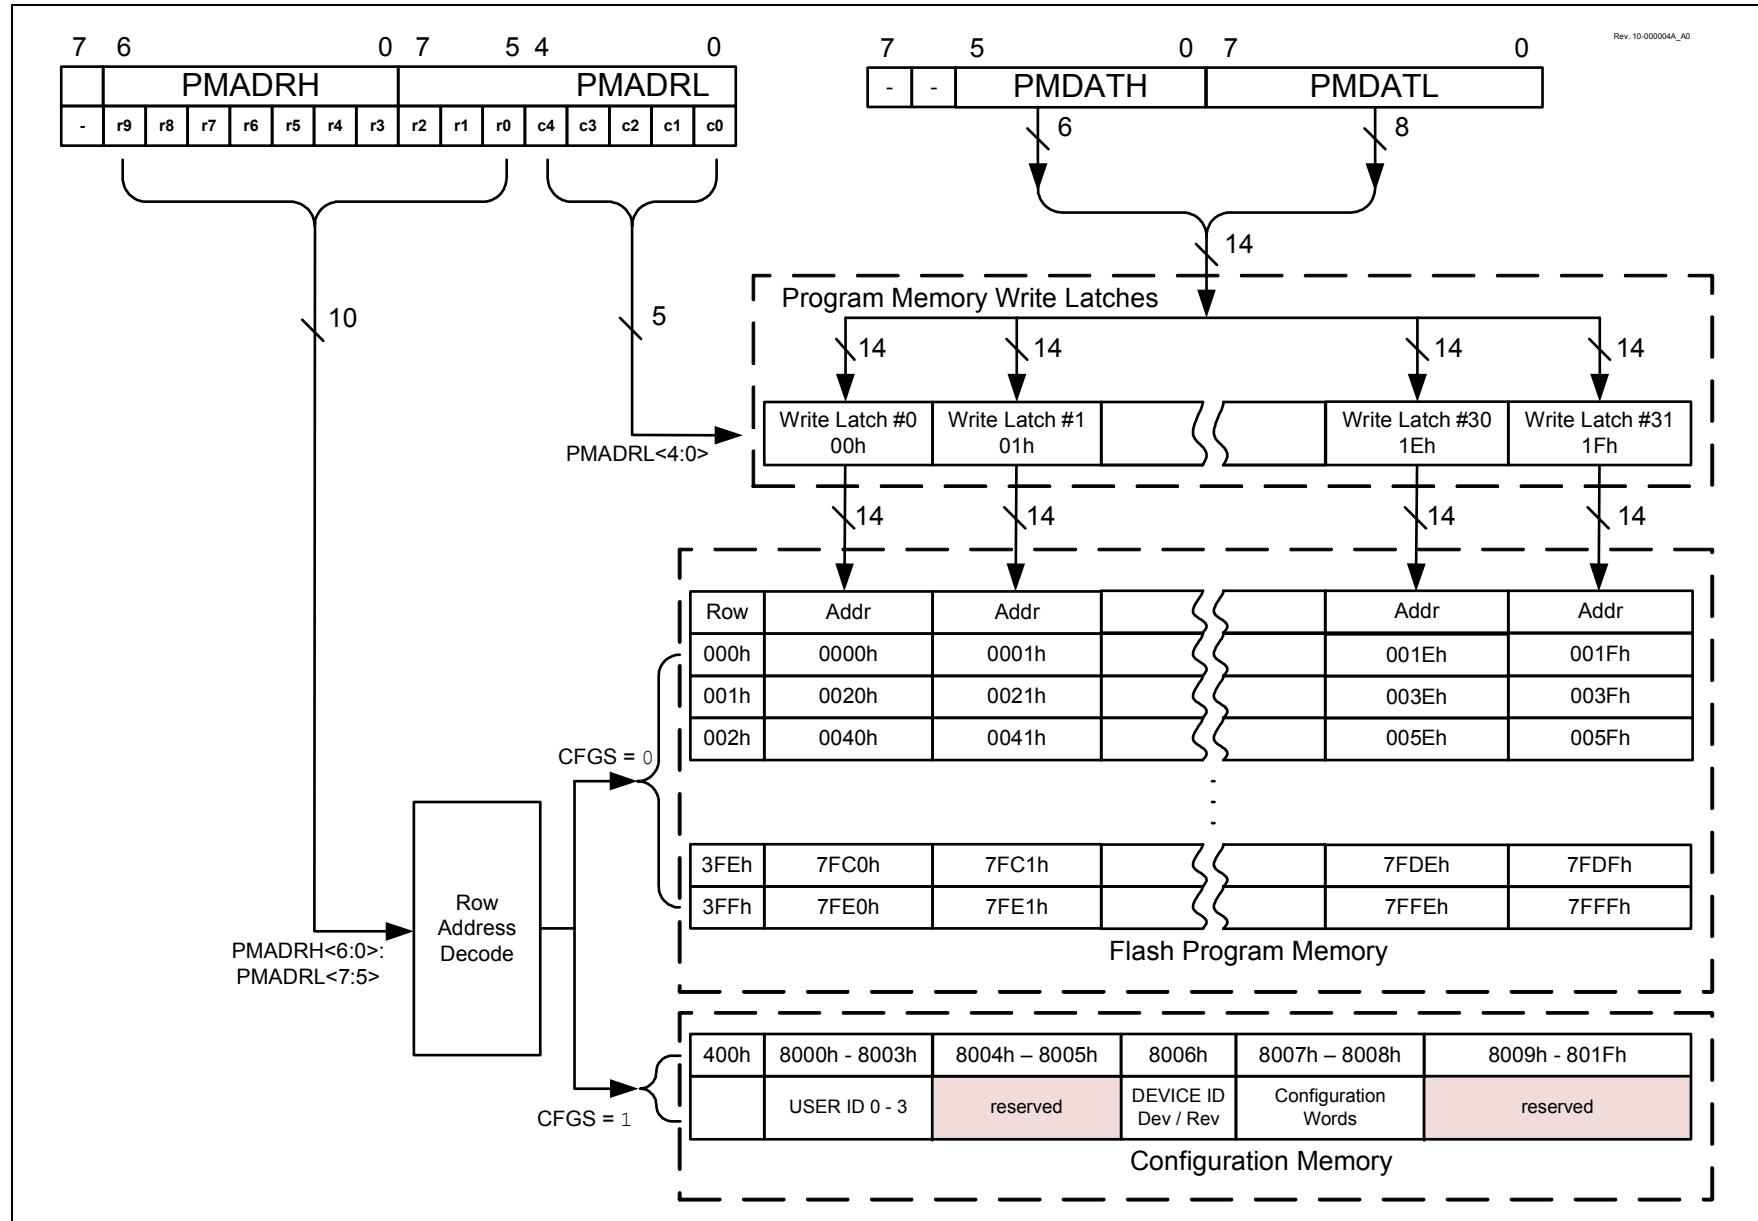 7 6 0 7 5 4 0
7 5 0 7 0
Rev. 10-000004A_A0
PMADRH PMADRL
- - PMDATH PMDATL
- r9 r8 r7 r6 r5 r4 r3 r2 r1 r0 c4 c3 c2 c1 c0
6 8
14
Program Memory Write Latches
10 5
14 14 14 14
Write Latch #0 Write Latch #1 Write Latch #30 Write Latch #31
00h 01h 1Eh 1Fh
PMADRL<4:0>
14 14 14 14
Row Addr Addr Addr Addr
000h 0000h 0001h 001Eh 001Fh
001h 0020h 0021h 003Eh 003Fh
002h 0040h 0041h 005Eh 005Fh
CFGS = 0
3FEh 7FC0h 7FC1h 7FDEh 7FDFh
3FFh 7FE0h 7FE1h 7FFEh 7FFFh
Row
Address
Decode
PMADRH<6:0>:
PMADRL<7:5>
Flash Program Memory
400h 8000h - 8003h 8004h – 8005h 8006h 8007h – 8008h 8009h - 801Fh
USER ID 0 - 3 reserved DEVICE ID Configuration reserved
Dev / Rev Words
CFGS = 1
Configuration Memory